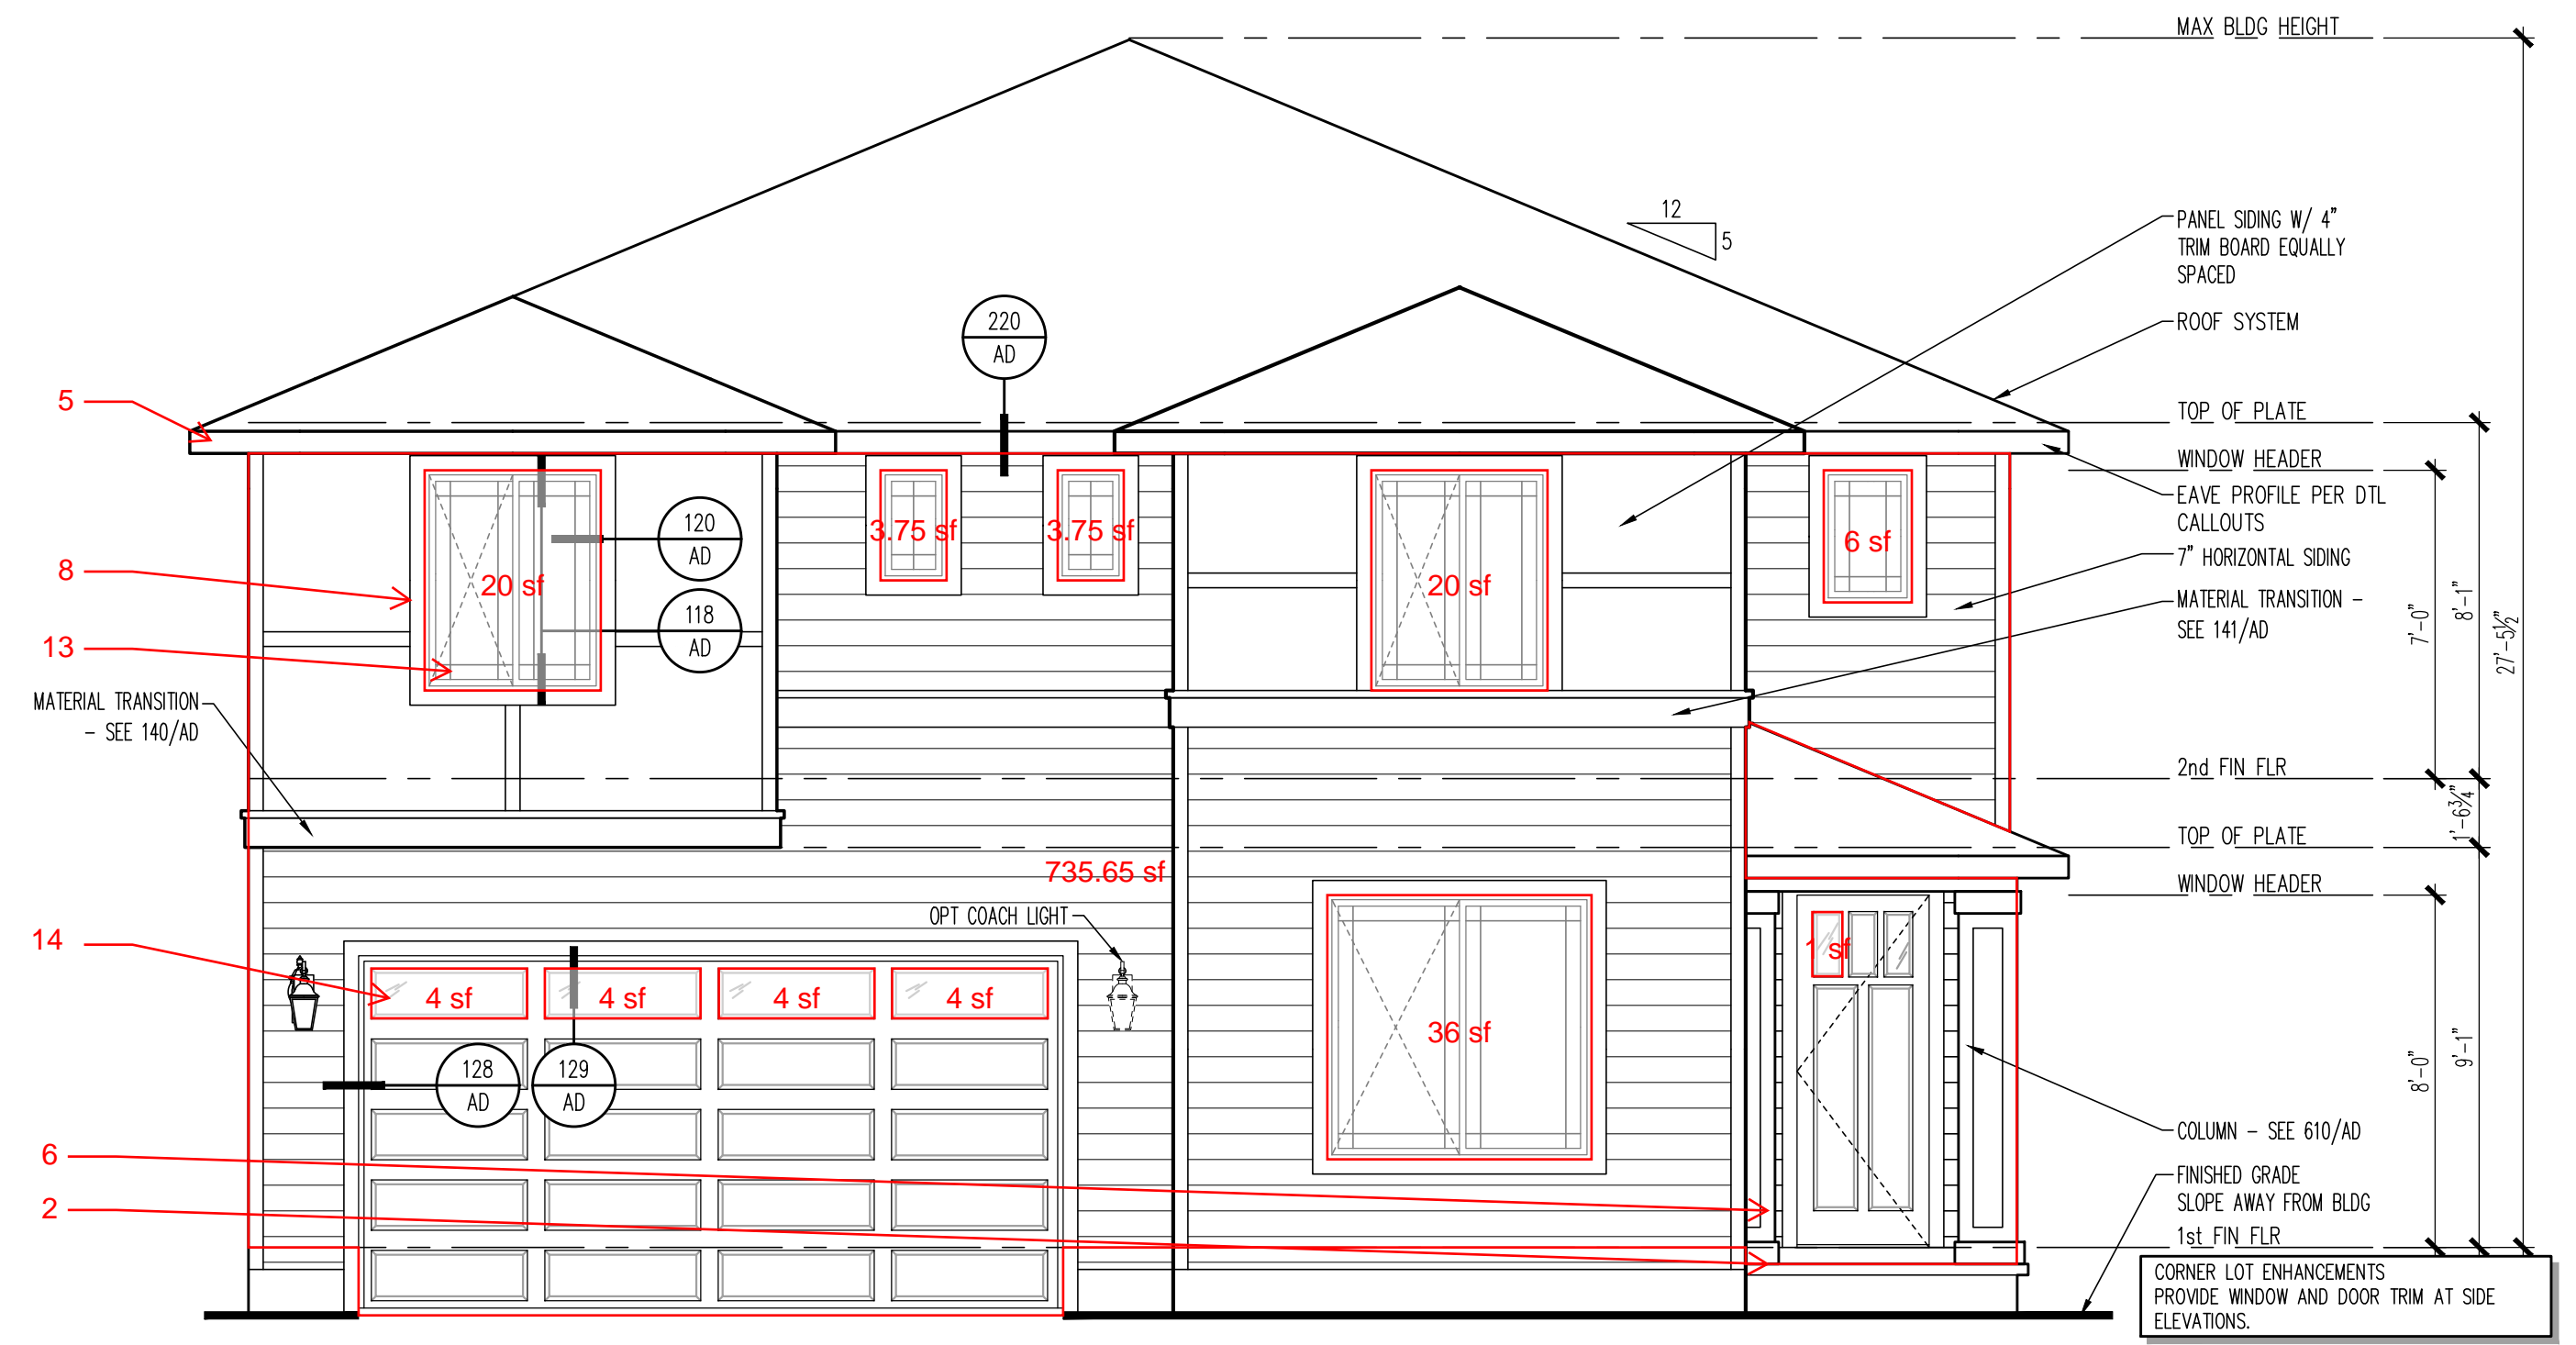 MAX BLDG HEIGHT
12
5
PANEL SIDING W/ 4"
TRIM BOARD EQUALLY
SPACED
ROOF SYSTEM
220
AD
5
TOP OF PLATE
WINDOW HEADER
EAVE PROFILE PER DTL
CALLOUTS
7" HORIZONTAL SIDING
MATERIAL TRANSITION -
SEE 141/AD
120
AD
118
AD
20 sf
3.75 sf
3.75 sf
20 sf
6 sf
8
13
MATERIAL TRANSITION
- SEE 140/AD
7'-0"
8'-1"
27'-5½"
2nd FIN FLR
1'-6¾"
TOP OF PLATE
WINDOW HEADER
735.65 sf
OPT COACH LIGHT
14
4 sf
4 sf
4 sf
4 sf
36 sf
1 sf
128
AD
129
AD
8'-0"
9'-1"
6
2
COLUMN - SEE 610/AD
FINISHED GRADE
SLOPE AWAY FROM BLDG
1st FIN FLR
CORNER LOT ENHANCEMENTS
PROVIDE WINDOW AND DOOR TRIM AT SIDE
ELEVATIONS.